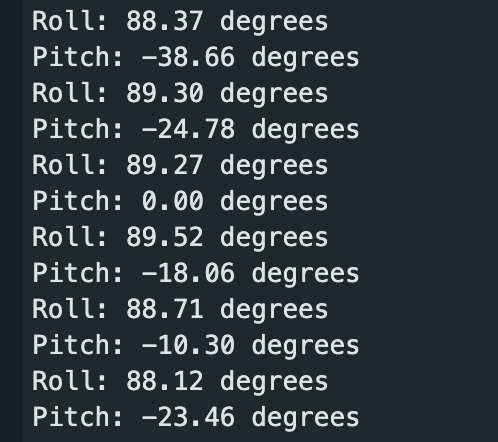 Roll: 88.37 degrees
Pitch: -38.66 degrees
Roll: 89.30 degrees
Pitch: -24.78 degrees
Roll: 89.27 degrees
Pitch: 0.00 degrees
Roll: 89.52 degrees
Pitch: -18.06 degrees
Roll: 88.71 degrees
Pitch: -10.30 degrees
Roll: 88.12 degrees
Pitch: -23.46 degrees